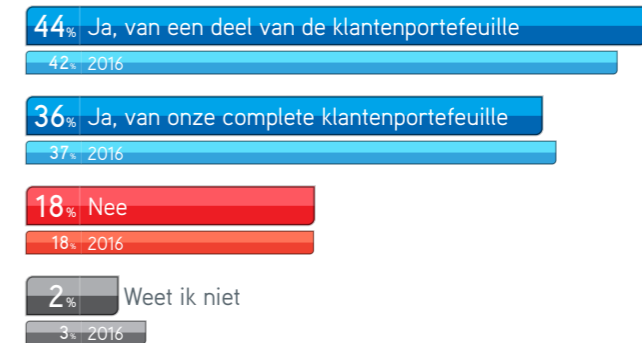 44% Ja, van een deel van de klantenportefeuille
42% 2016
36% Ja, van onze complete klantenportefeuille
37% 2016
18% Nee
18% 2016
2% Weet ik niet
3% 2016